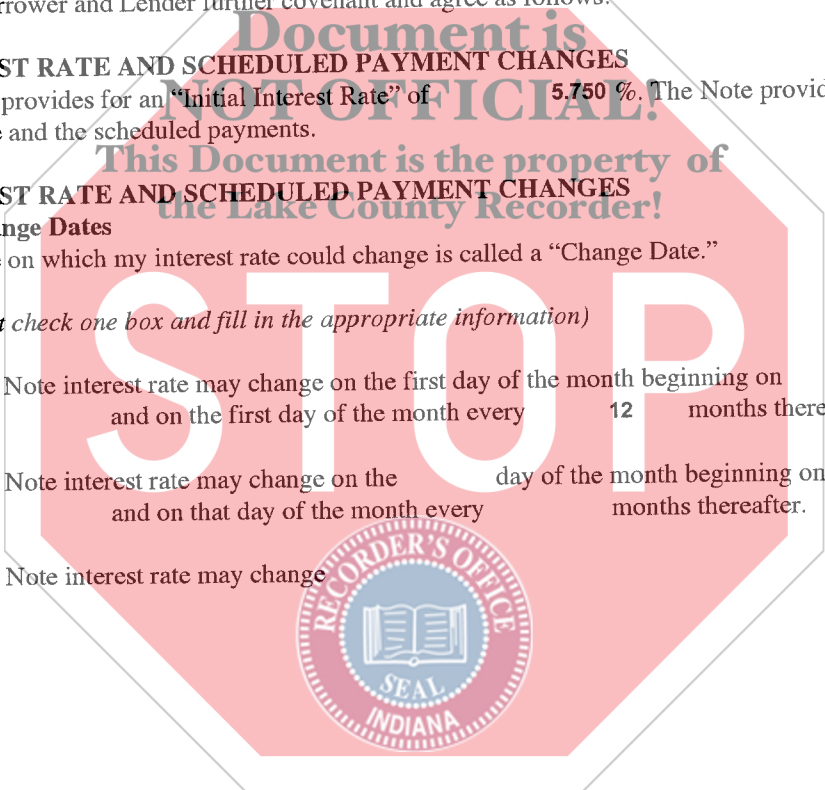 rrower and Lender further covenant and agree as follows:
Document is
ST RATE AND SCHEDULED PAYMENT CHANGES
provides for an “Initial Interest Rate” of 5.750 %. The Note provid
NOT OFFICIAL!
e and the scheduled payments.
This Document is the property of
ST RATE AND SCHEDULED PAYMENT CHANGES
the Lake County Recorder!
nge Dates
e on which my interest rate could change is called a “Change Date.”
t check one box and fill in the appropriate information)
STOP
Note interest rate may change on the first day of the month beginning on
and on the first day of the month every 12 months there
Note interest rate may change on the day of the month beginning on
and on that day of the month every months thereafter.
Note interest rate may change
RECORDER'S OFFICE
SEAL
INDIANA